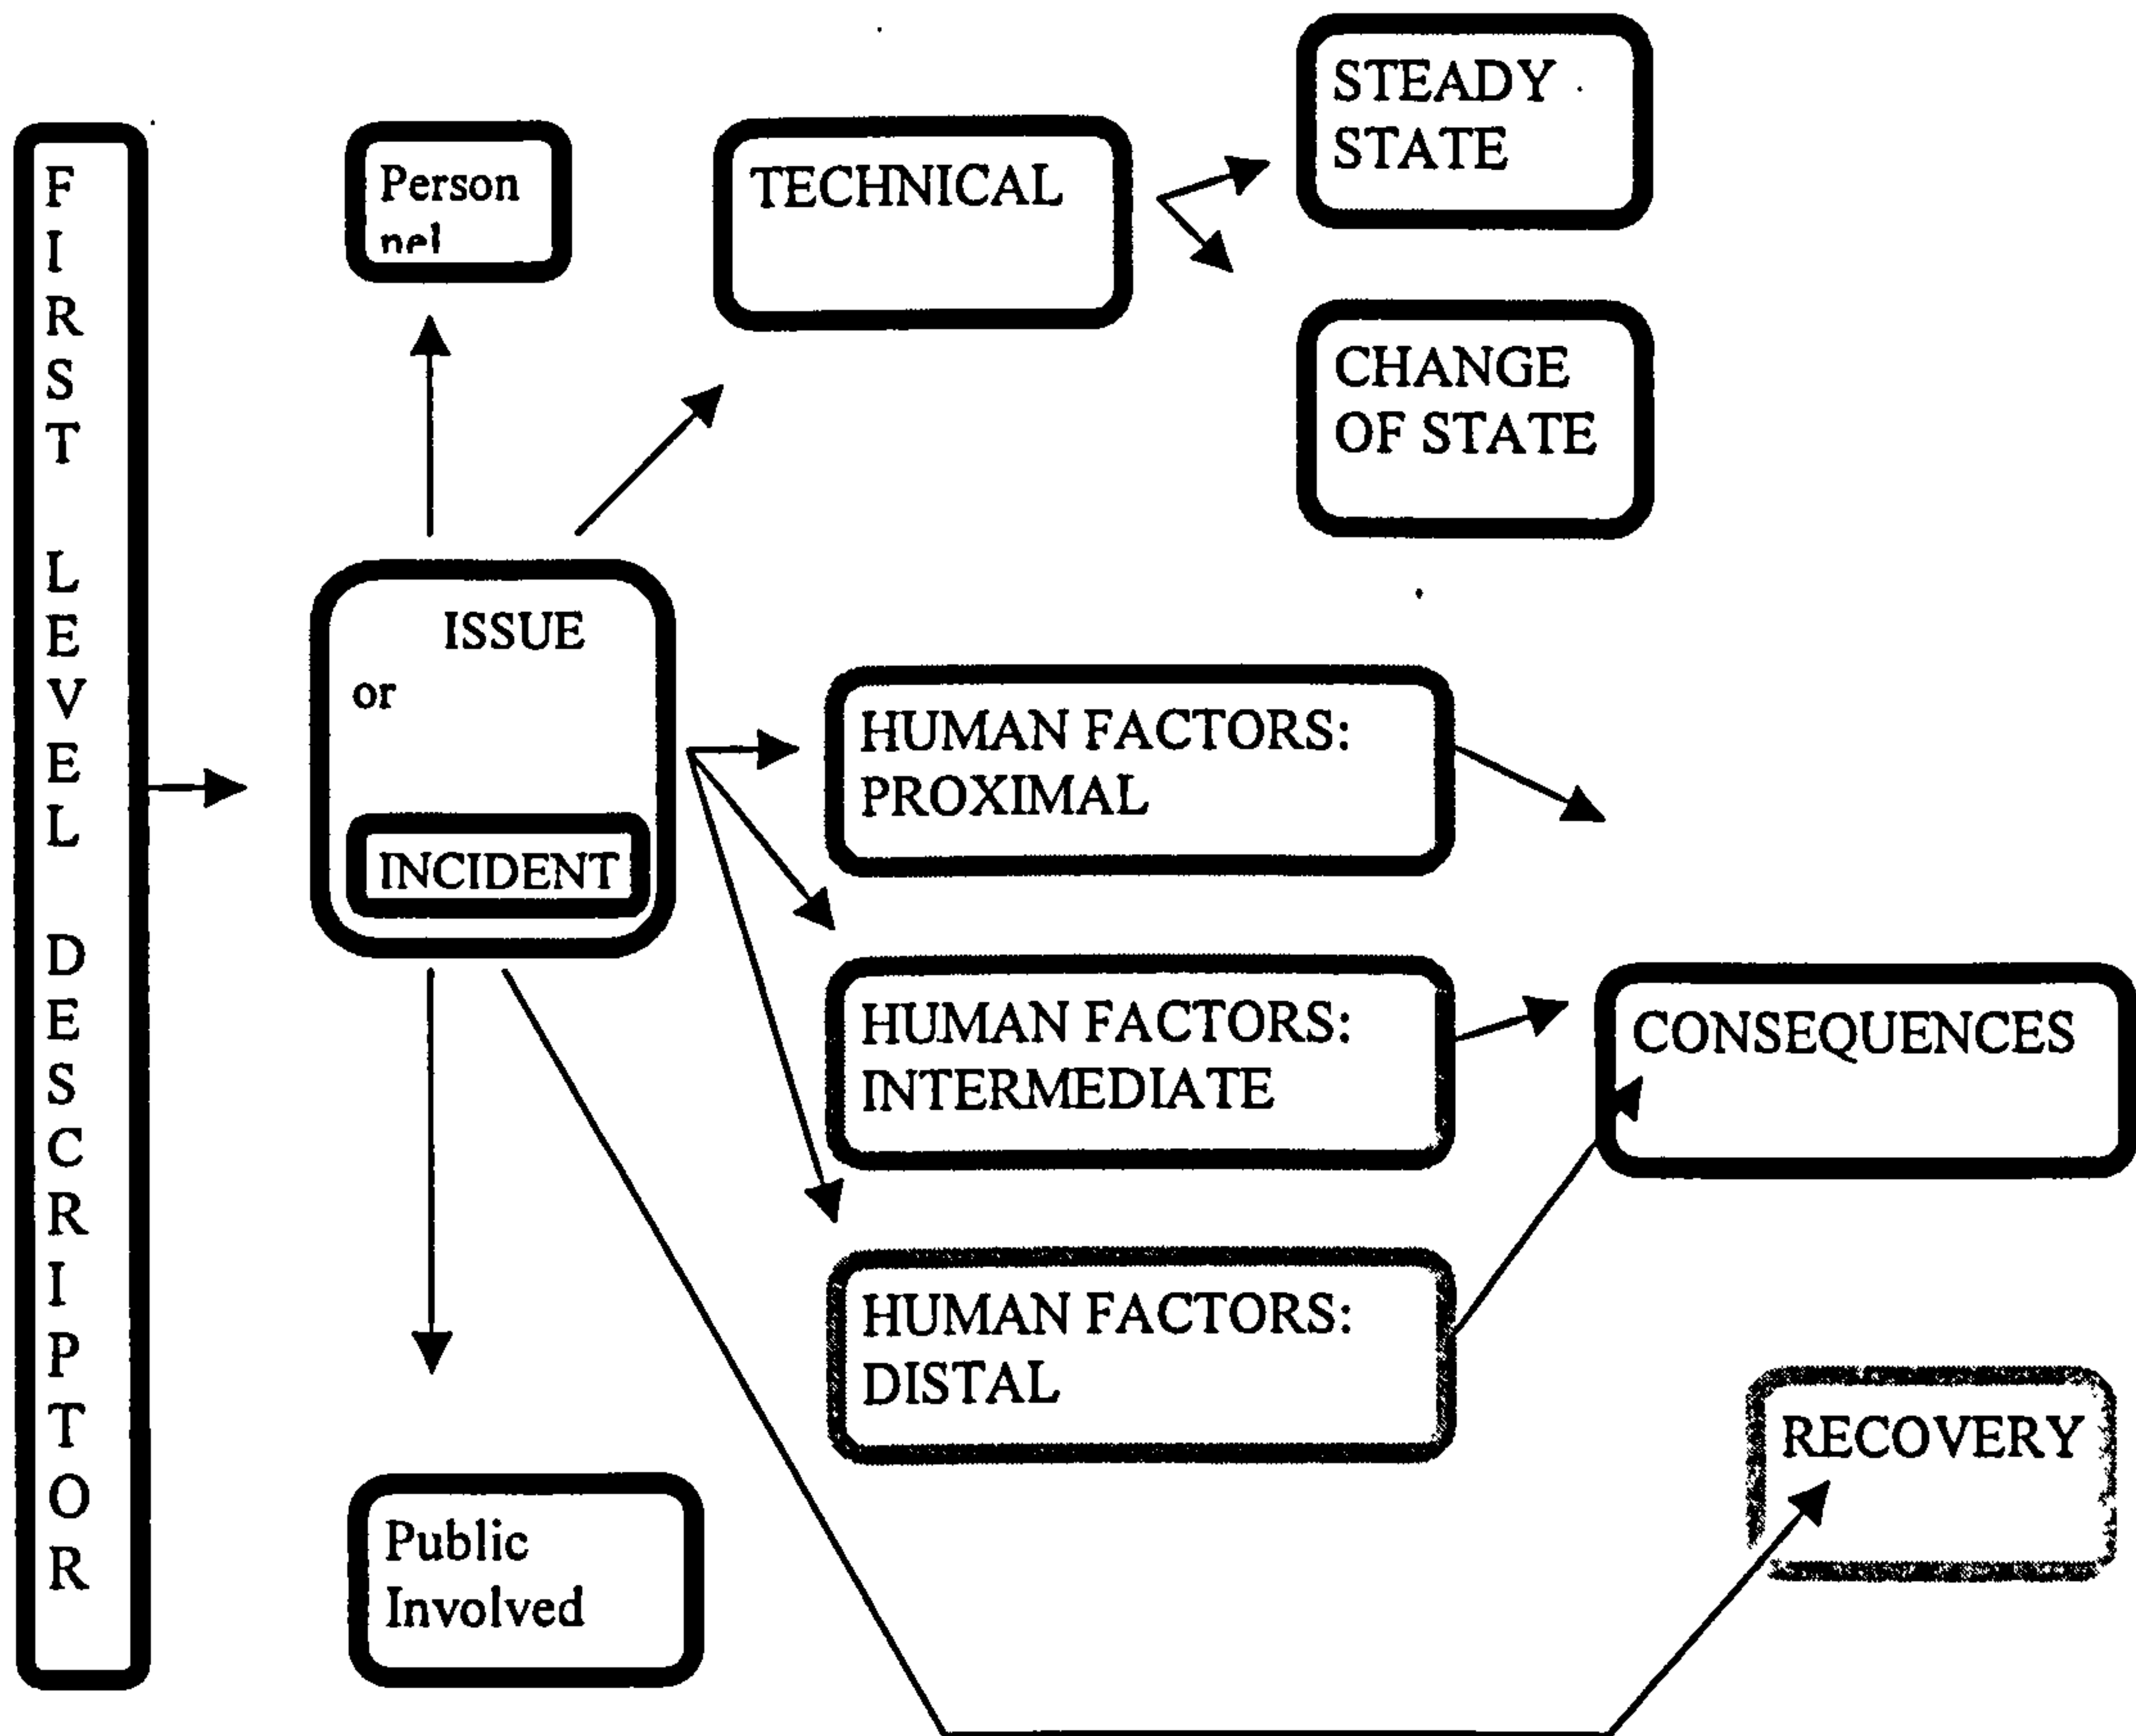 FIRST LEVEL DESCRIPTOR
Person
nel
TECHNICAL
STEADY
STATE
CHANGE
OF STATE
ISSUE
or
INCIDENT
HUMAN FACTORS:
PROXIMAL
HUMAN FACTORS:
INTERMEDIATE
CONSEQUENCES
HUMAN FACTORS:
DISTAL
RECOVERY
Public
Involved